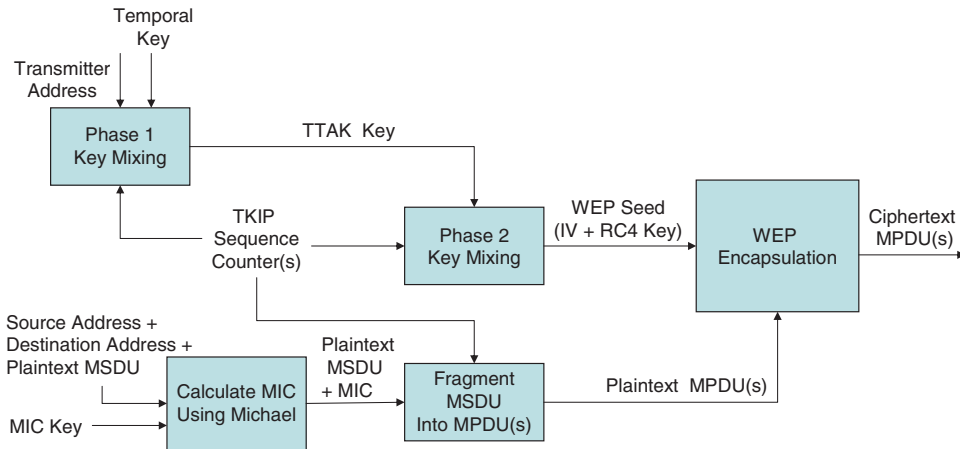 Temporal
Key
Transmitter
Address
Phase 1
Key Mixing
TTAK Key
TKIP
Sequence
Counter(s)
Phase 2
Key Mixing
WEP Seed
(IV + RC4 Key)
WEP
Encapsulation
Ciphertext
MPDU(s)
Source Address +
Destination Address +
Plaintext MSDU
MIC Key
Calculate MIC
Using Michael
Plaintext
MSDU
+ MIC
Fragment
MSDU
Into MPDU(s)
Plaintext MPDU(s)